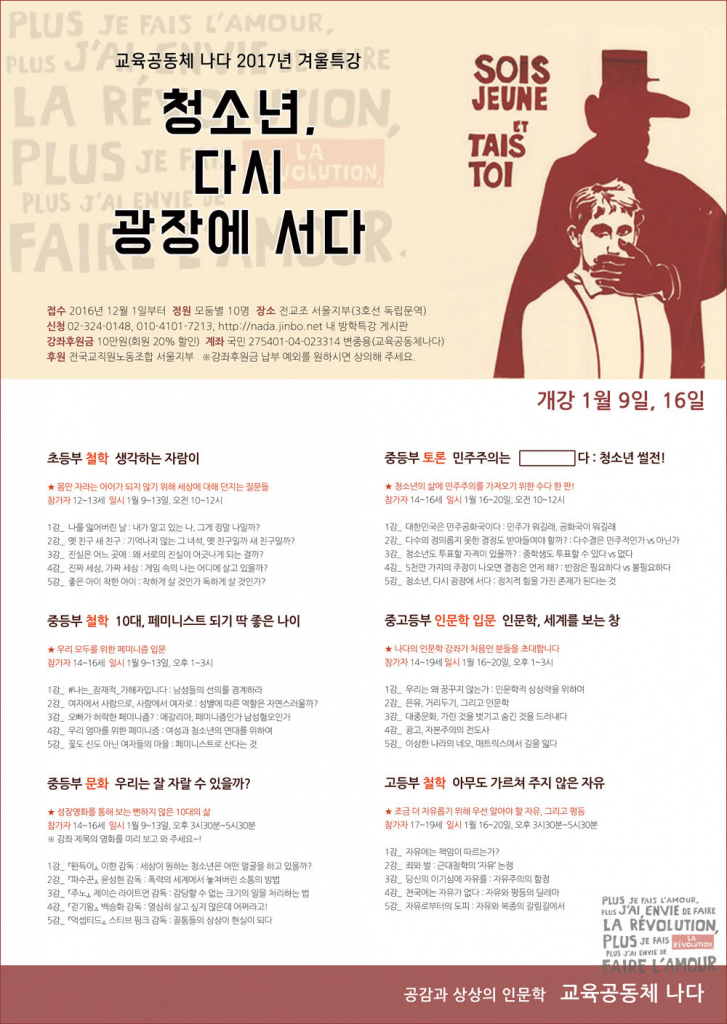 PLUS JE FAIS L'AMOUR,
PLUS J'AI ENVIE DE FAIRE
LA RÉVOLUTION,
PLUS JE FAIS LA RÉVOLUTION,
PLUS J'AI ENVIE DE
FAIRE L'AMOUR.
교육공동체 나다 2017년 겨울특강
청소년,
다시
광장에 서다
SOIS
JEUNE
ET
TAIS
TOI
접수 2016년 12월 1일부터 정원 모둠별 10명 장소 전교조 서울지부(3호선 독립문역)
신청 02-324-0148, 010-4101-7213, http://nada.jinbo.net 내 방학특강 게시판
강좌후원금 10만원(회원 20% 할인) 계좌 국민 275401-04-023314 변중용(교육공동체나다)
후원 전국교직원노동조합 서울지부 ※강좌후원금 납부 예외를 원하시면 상의해 주세요.
개강 1월 9일, 16일
초등부 철학 생각하는 자람이
★ 몸만 자라는 아이가 되지 않기 위해 세상에 대해 던지는 질문들
참가자 12~13세 일시 1월 9~13일, 오전 10~12시
1강_ 나를 잃어버린 날 : 내가 알고 있는 나, 그게 정말 나일까?
2강_ 옛 친구 새 친구 : 기억나지 않는 그 녀석, 옛 친구일까 새 친구일까?
3강_ 진실은 어느 곳에 : 왜 서로의 진실이 어긋나게 되는 걸까?
4강_ 진짜 세상, 가짜 세상 : 게임 속의 나는 어디에 살고 있을까?
5강_ 좋은 아이 착한 아이 : 착하게 살 것인가 독하게 살 것인가?
중등부 토론 민주주의는 다 : 청소년 썰전!
★ 청소년의 삶에 민주주의를 가져오기 위한 수다 한 판!
참가자 14~16세 일시 1월 16~20일, 오전 10~12시
1강_ 대한민국은 민주공화국이다 : 민주가 뭐길래, 공화국이 뭐길래
2강_ 다수의 정의롭지 못한 결정도 받아들여야 할까? : 다수결은 민주적인가 vs 아닌가
3강_ 청소년도 투표할 자격이 있을까? : 중학생도 투표할 수 있다 vs 없다
4강_ 5천만 가지의 주장이 나오면 결정은 언제 해? : 반장은 필요하다 vs 불필요하다
5강_ 청소년, 다시 광장에 서다 : 정치적 힘을 가진 존재가 된다는 것
중등부 철학 10대, 페미니스트 되기 딱 좋은 나이
★ 우리 모두를 위한 페미니즘 입문
참가자 14~16세 일시 1월 9~13일, 오후 1~3시
1강_ #나는_잠재적_가해자입니다 : 남성들의 선의를 경계하라
2강_ 여자에서 사람으로, 사람에서 여자로 : 성별에 따른 역할은 자연스러울까?
3강_ 오빠가 허락한 페미니즘? : 메갈리아, 페미니즘인가 남성혐오인가
4강_ 우리 엄마를 위한 페미니즘 : 여성과 청소년의 연대를 위하여
5강_ 꽃도 신도 아닌 여자들의 마을 : 페미니스트로 산다는 것
중고등부 인문학 입문 인문학, 세계를 보는 창
★ 나다의 인문학 강좌가 처음인 분들을 초대합니다
참가자 14~19세 일시 1월 16~20일, 오후 1~3시
1강_ 우리는 왜 꿈꾸지 않는가 : 인문학적 상상력을 위하여
2강_ 은유, 거리두기, 그리고 인문학
3강_ 대중문화, 가린 것을 벗기고 숨긴 것을 드러내다
4강_ 광고, 자본주의의 전도사
5강_ 이상한 나라의 네오, 매트릭스에서 길을 잃다
중등부 문화 우리는 잘 자랄 수 있을까?
★ 성장영화를 통해 보는 뻔하지 않은 10대의 삶
참가자 14~16세 일시 1월 9~13일, 오후 3시30분~5시30분
※ 강좌 제목의 영화를 미리 보고 와 주세요~!
1강_ 『완득이』 이한 감독 : 세상이 원하는 청소년은 어떤 얼굴을 하고 있을까?
2강_ 『파수꾼』 윤성현 감독 : 폭력의 세계에서 놓쳐버린 소통의 방법
3강_ 『주노』 제이슨 라이트먼 감독 : 감당할 수 없는 크기의 일을 처리하는 법
4강_ 『걷기왕』 백승화 감독 : 열심히 살고 싶지 않은데 어쩌라고!
5강_ 『억셉티드』 스티브 핑크 감독 : 꼴통들의 상상이 현실이 되다
고등부 철학 아무도 가르쳐 주지 않은 자유
★ 조금 더 자유롭기 위해 우선 알아야 할 자유, 그리고 평등
참가자 17~19세 일시 1월 16~20일, 오후 3시30분~5시30분
1강_ 자유에는 책임이 따르는가?
2강_ 죄와 벌 : 근대철학의 '자유' 논쟁
3강_ 당신의 이기심에 자유를 : 자유주의의 함정
4강_ 천국에는 자유가 없다 : 자유와 평등의 딜레마
5강_ 자유로부터의 도피 : 자유와 복종의 갈림길에서
PLUS JE FAIS L'AMOUR,
PLUS J'AI ENVIE DE FAIRE
LA RÉVOLUTION,
PLUS JE FAIS LA RÉVOLUTION,
PLUS J'AI ENVIE DE
FAIRE L'AMOUR
공감과 상상의 인문학 교육공동체 나다